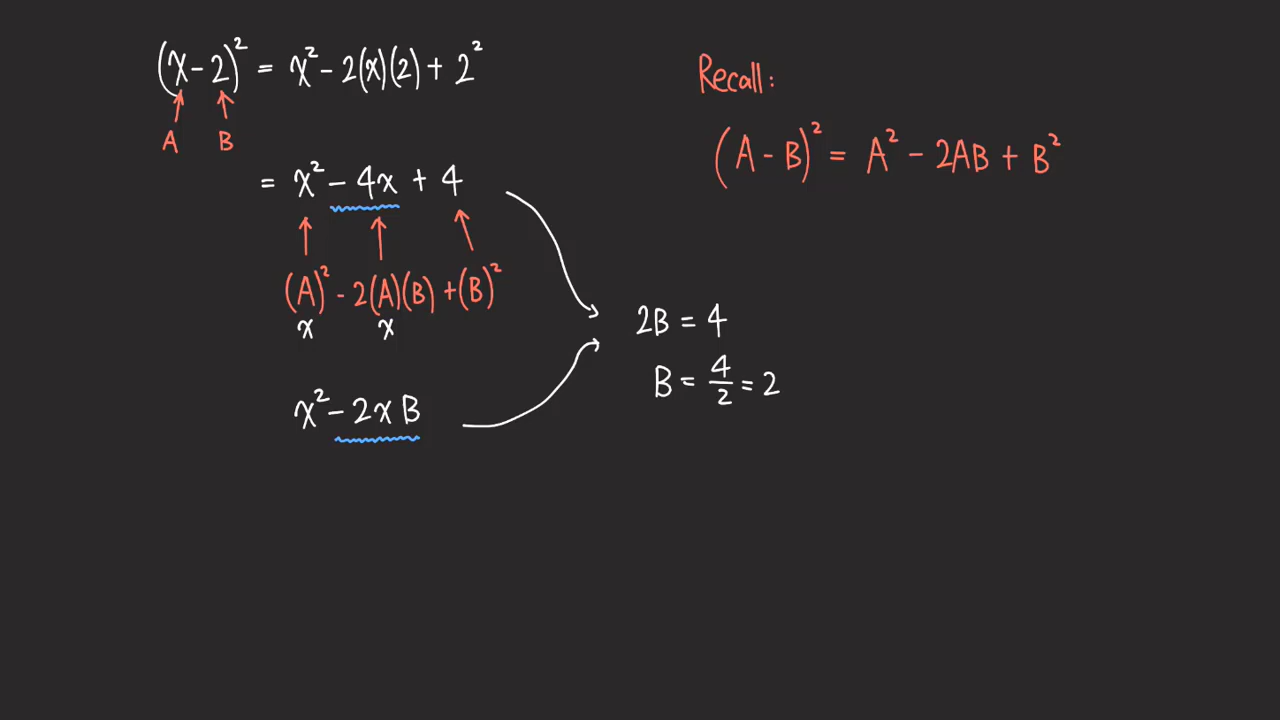 (x - 2)² = x² - 2(x)(2) + 2²
A B
= x² - 4x + 4
(A)² - 2(A)(B) + (B)²
x x
x² - 2xB
Recall:
(A - B)² = A² - 2AB + B²
2B = 4
B = 4/2 = 2